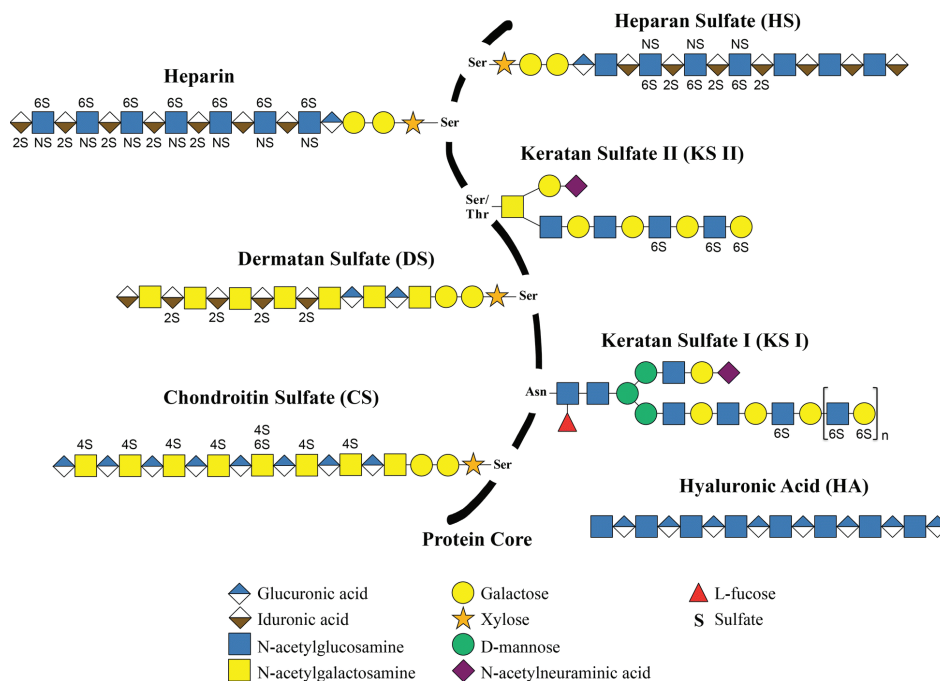 Heparan Sulfate (HS)
NS NS NS
Ser
6S 2S 6S 2S 6S 2S
Heparin
6S 6S 6S 6S 6S 6S 6S
Ser
2S NS 2S NS 2S NS 2S NS 2S NS NS NS
Keratan Sulfate II (KS II)
Ser/
Thr
6S 6S 6S
Dermatan Sulfate (DS)
Ser
2S 2S 2S 2S
Keratan Sulfate I (KS I)
Asn
6S 6S 6S n
Chondroitin Sulfate (CS)
4S 4S 4S 4S 4S 4S 4S
6S
Ser
Hyaluronic Acid (HA)
Protein Core
Glucuronic acid
Iduronic acid
N-acetylglucosamine
N-acetylgalactosamine
Galactose
Xylose
D-mannose
N-acetylneuraminic acid
L-fucose
S Sulfate